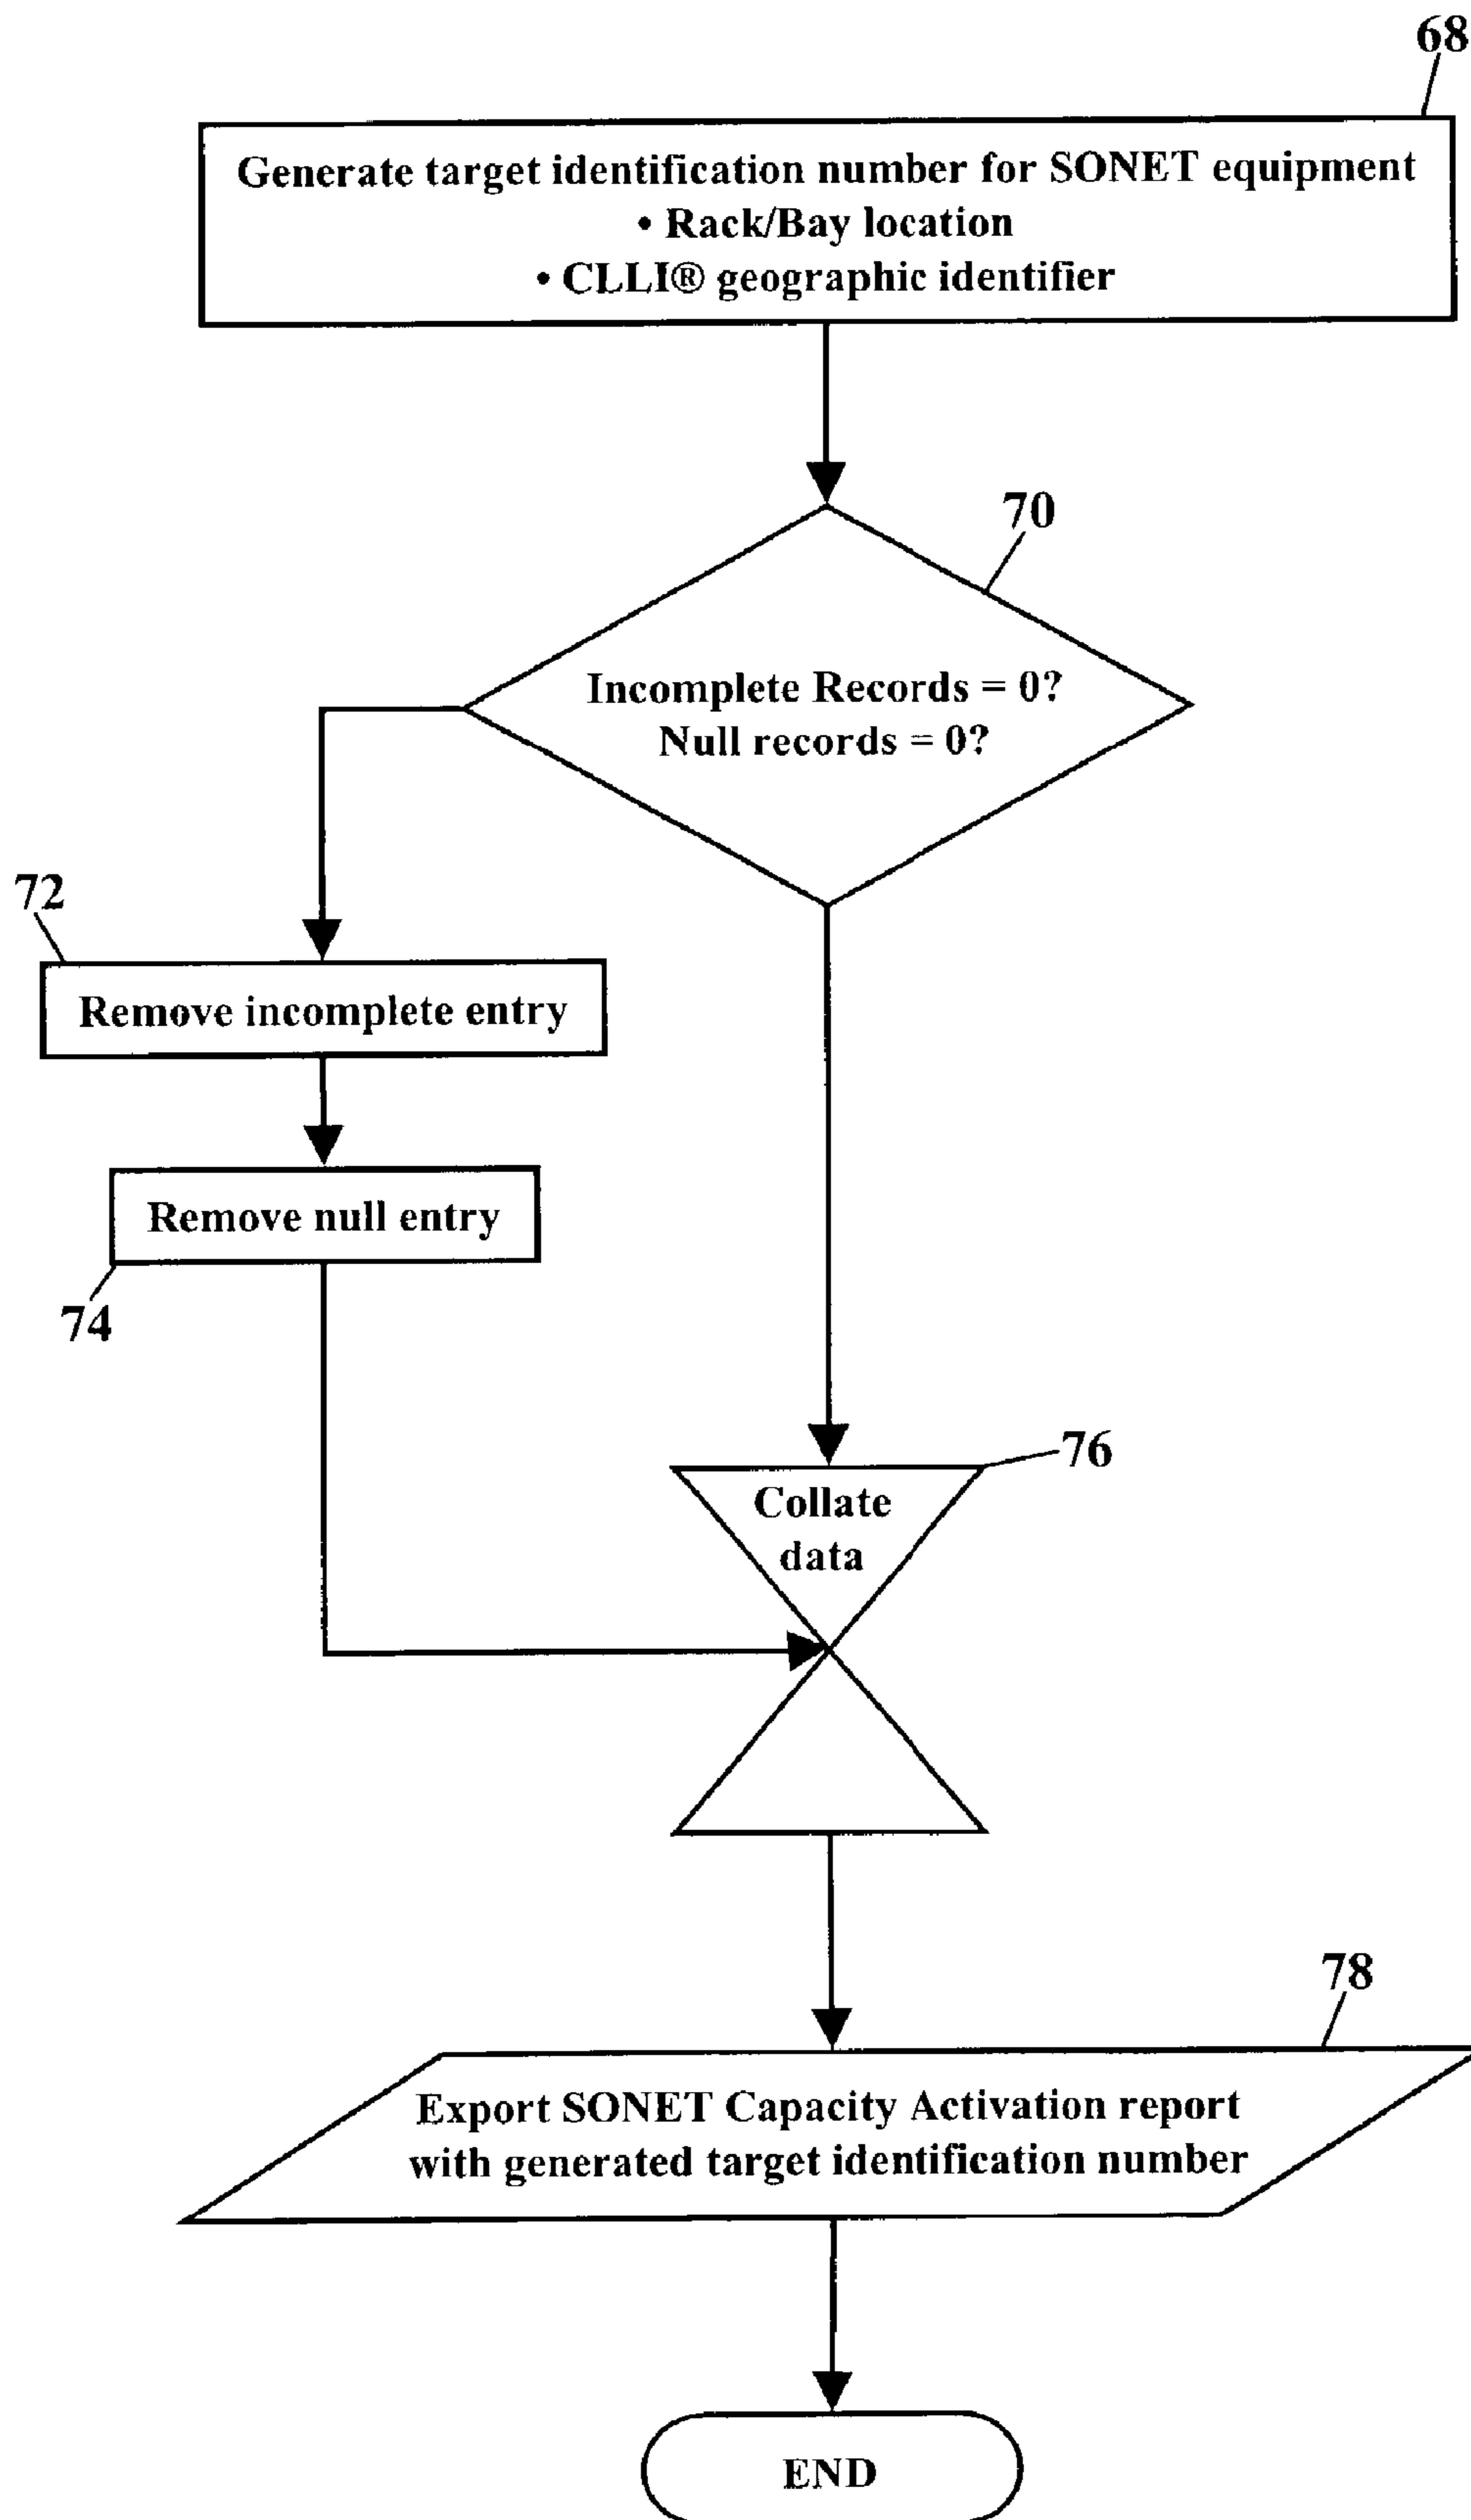 68
Generate target identification number for SONET equipment
• Rack/Bay location
• CLLI® geographic identifier
70
Incomplete Records = 0?
Null records = 0?
72
Remove incomplete entry
Remove null entry
74
76
Collate
data
78
Export SONET Capacity Activation report
with generated target identification number
END